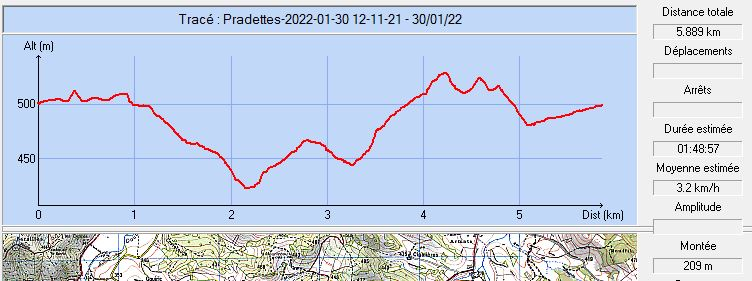 Tracé : Pradettes-2022-01-30 12-11-21 - 30/01/22
Alt (m)
500
450
0
1
2
3
4
5
Dist (km)
Distance totale
5.889 km
Déplacements
Arrêts
Durée estimée
01:48:57
Moyenne estimée
3.2 km/h
Amplitude
Montée
209 m